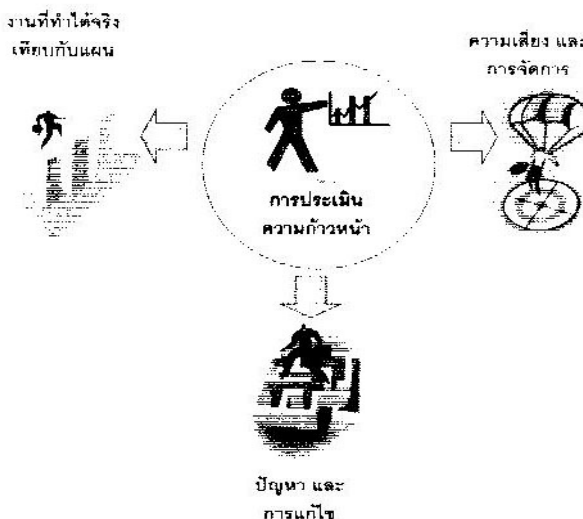 งานที่ทำได้จริง
เทียบกับแผน
ความเสี่ยง และ
การจัดการ
การประเมิน
ความก้าวหน้า
ปัญหา และ
การแก้ไข